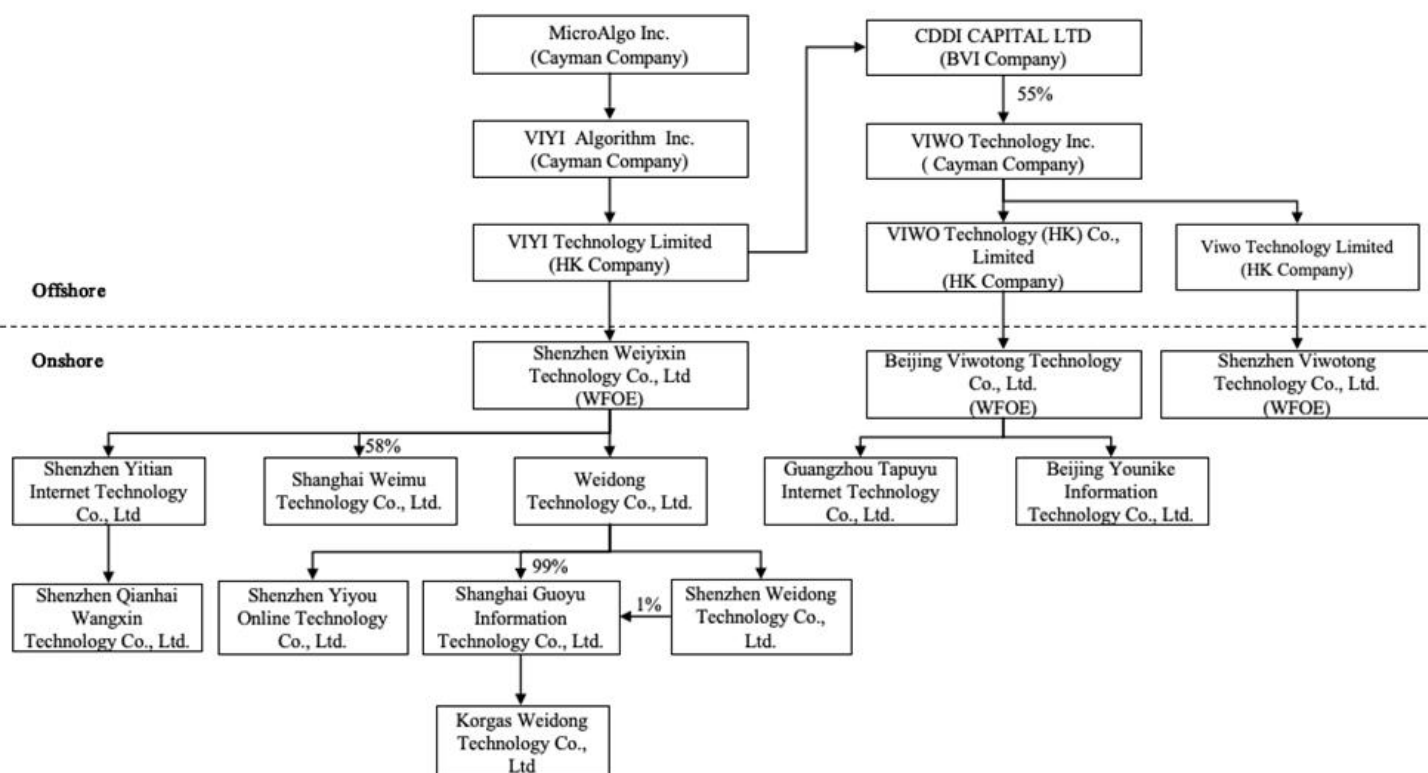 MicroAlgo Inc.
(Cayman Company)
CDDI CAPITAL LTD
(BVI Company)
55%
VIYI Algorithm Inc.
(Cayman Company)
VIWO Technology Inc.
( Cayman Company)
VIYI Technology Limited
(HK Company)
VIWO Technology (HK) Co.,
Limited
(HK Company)
Viwo Technology Limited
(HK Company)
Offshore
Onshore
Shenzhen Weiyixin
Technology Co., Ltd
(WFOE)
Beijing Viwotong Technology
Co., Ltd.
(WFOE)
Shenzhen Viwotong
Technology Co., Ltd.
(WFOE)
58%
Shenzhen Yitian
Internet Technology
Co., Ltd
Shanghai Weimu
Technology Co., Ltd.
Weidong
Technology Co., Ltd.
Guangzhou Tapuyu
Internet Technology
Co., Ltd.
Beijing Younike
Information
Technology Co., Ltd.
99%
Shenzhen Qianhai
Wangxin
Technology Co., Ltd.
Shenzhen Yiyou
Online Technology
Co., Ltd.
Shanghai Guoyu
Information
Technology Co., Ltd.
1%
Shenzhen Weidong
Technology Co.,
Ltd.
Korgas Weidong
Technology Co.,
Ltd